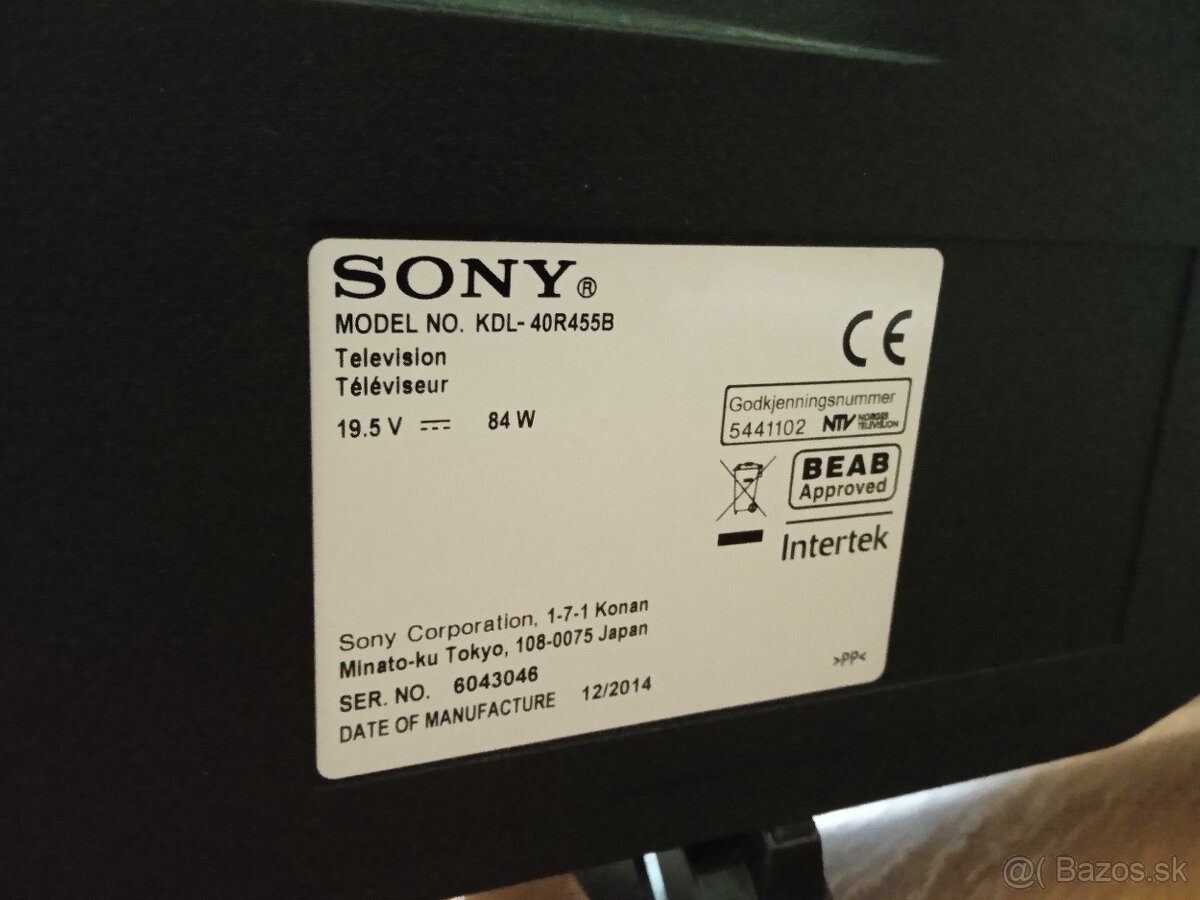 SONY®
MODEL NO. KDL-40R455B
Television
Téléviseur
19.5 V 84 W
CE
Godkjenningsnummer
5441102 NTV NORGES TELEVISJON
BEAB
Approved
Intertek
Sony Corporation, 1-7-1 Konan
Minato-ku Tokyo, 108-0075 Japan
SER. NO. 6043046
DATE OF MANUFACTURE 12/2014
>PP<
@( Bazos.sk